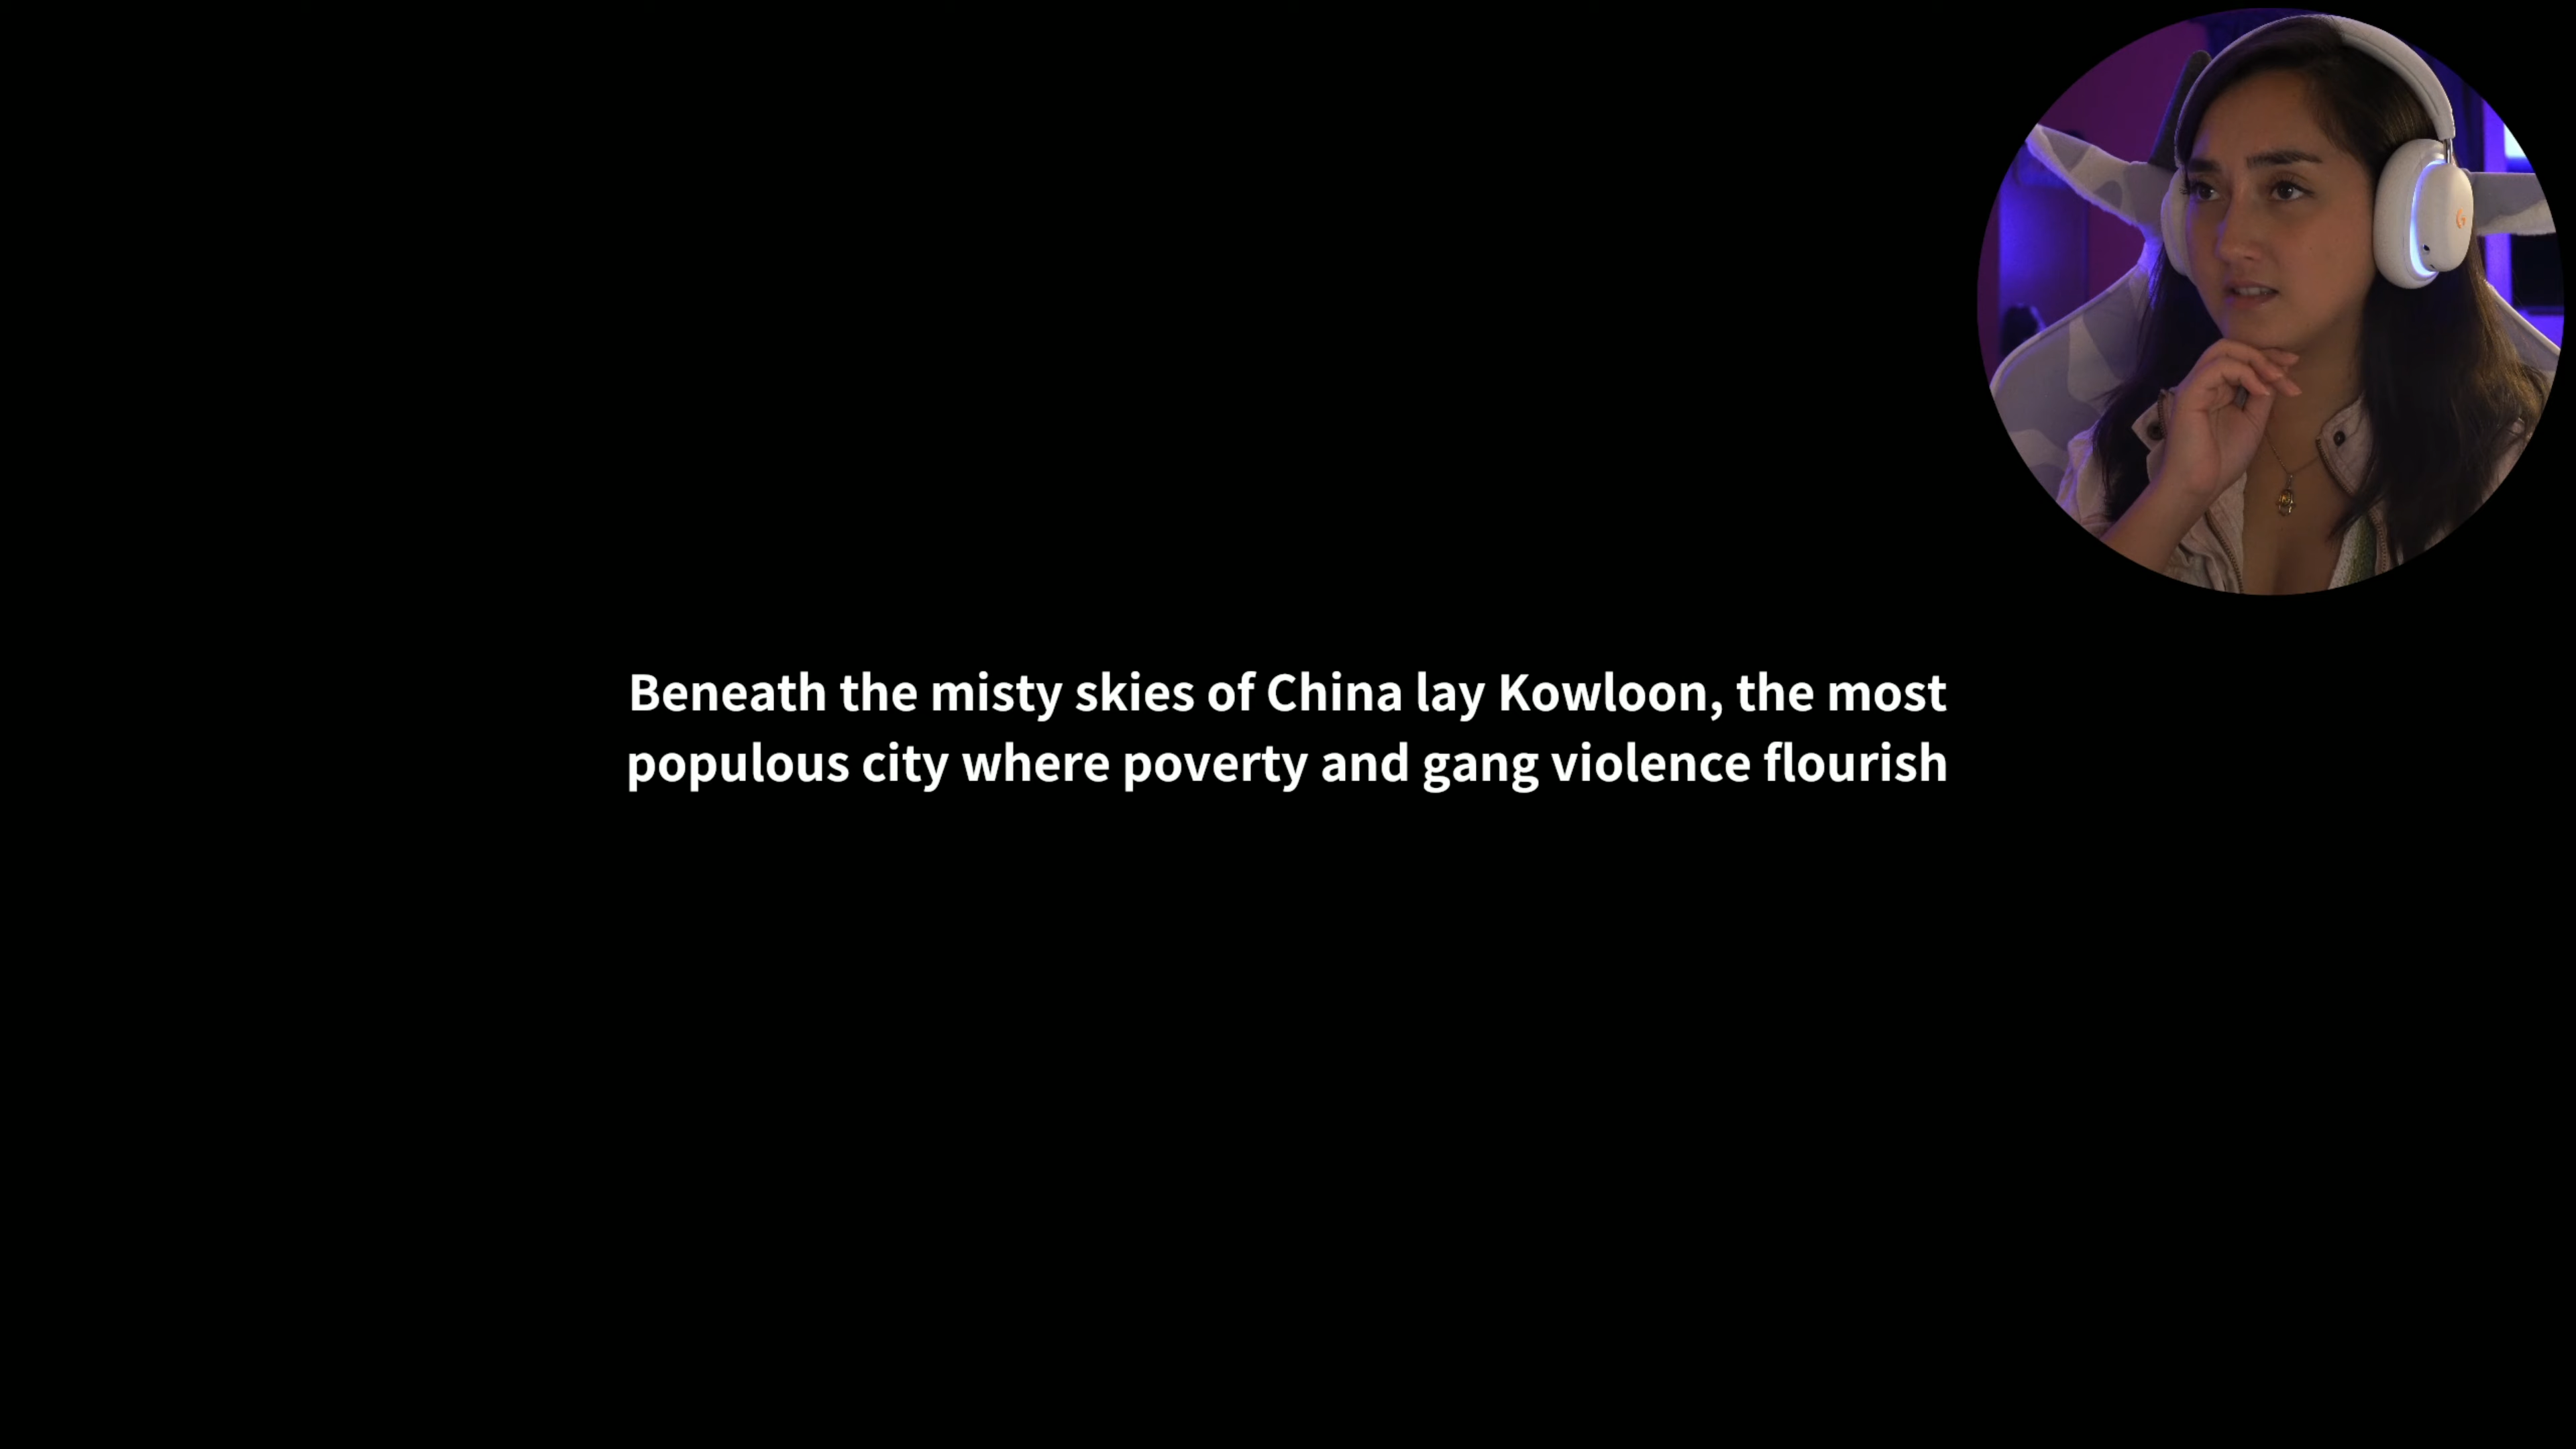 Beneath the misty skies of China lay Kowloon, the most
populous city where poverty and gang violence flourish